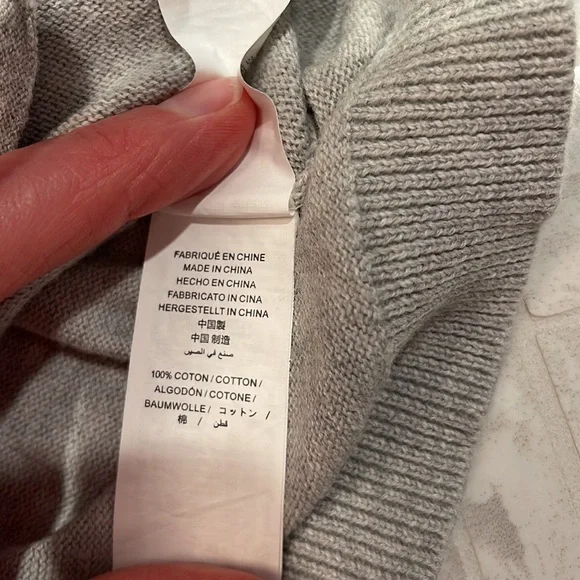 FABRIQUÉ EN CHINE
MADE IN CHINA
HECHO EN CHINA
FABBRICATO IN CINA
HERGESTELLT IN CHINA
中国製
中国 制造
صنع في الصين
100% COTON / COTTON /
ALGODÓN / COTONE /
BAUMWOLLE / コットン /
棉 / قطن